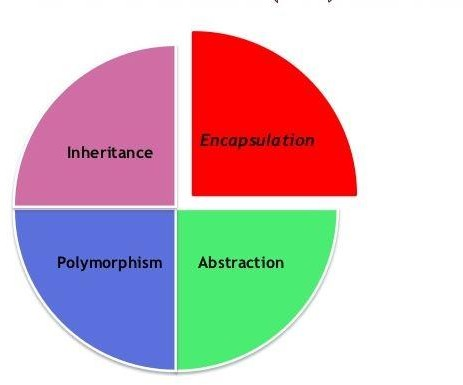 Encapsulation
Inheritance
Polymorphism
Abstraction